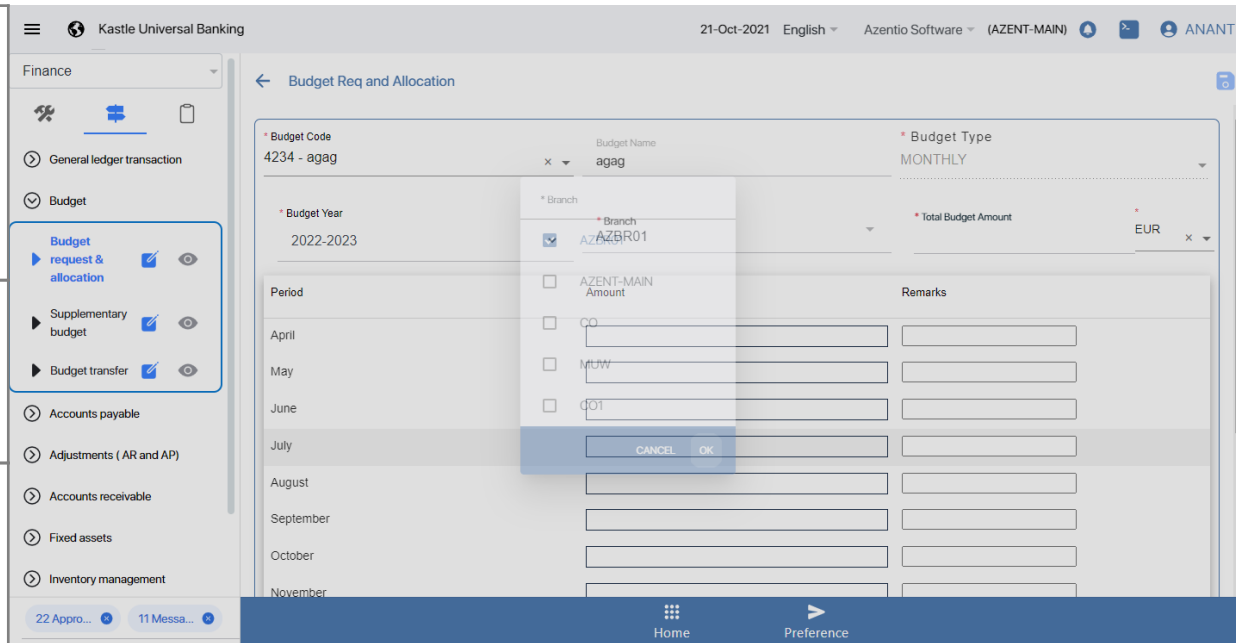 Kastle Universal Banking
21-Oct-2021 English Azentio Software (AZENT-MAIN) ANANT
Finance
General ledger transaction
Budget
Budget
request &
allocation
Supplementary
budget
Budget transfer
Accounts payable
Adjustments ( AR and AP)
Accounts receivable
Fixed assets
Inventory management
22 Appro... 11 Messa...
Budget Req and Allocation
* Budget Code
4234 - agag
Budget Name
agag
* Budget Type
MONTHLY
* Budget Year
2022-2023
* Branch
AZBR01
* Total Budget Amount
*
EUR
* Branch
AZBR01
AZENT-MAIN
CO
MUW
CO1
CANCEL OK
Period Amount Remarks
April
May
June
July
August
September
October
November
Home Preference